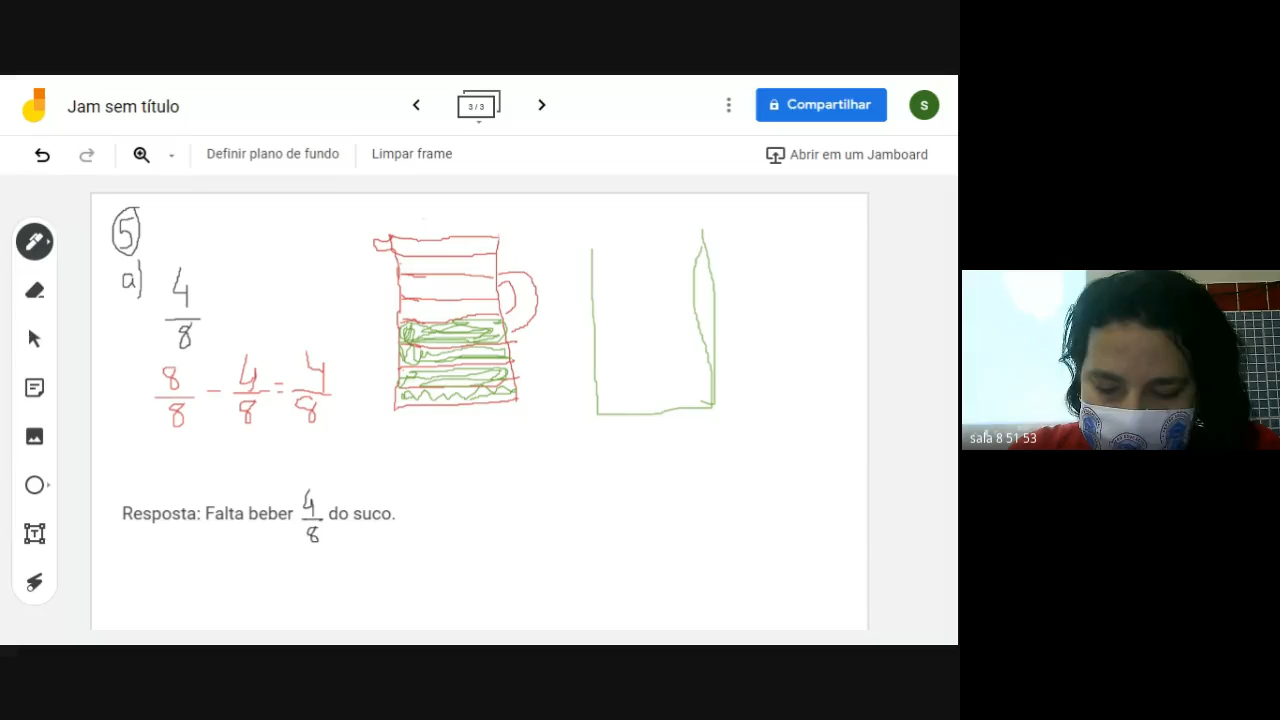 Jam sem título
3 / 3
Compartilhar
S
Definir plano de fundo
Limpar frame
Abrir em um Jamboard
5
a) 4/8
8/8 - 4/8 = 4/8
Resposta: Falta beber 4/8 do suco.
sala 8 51 53